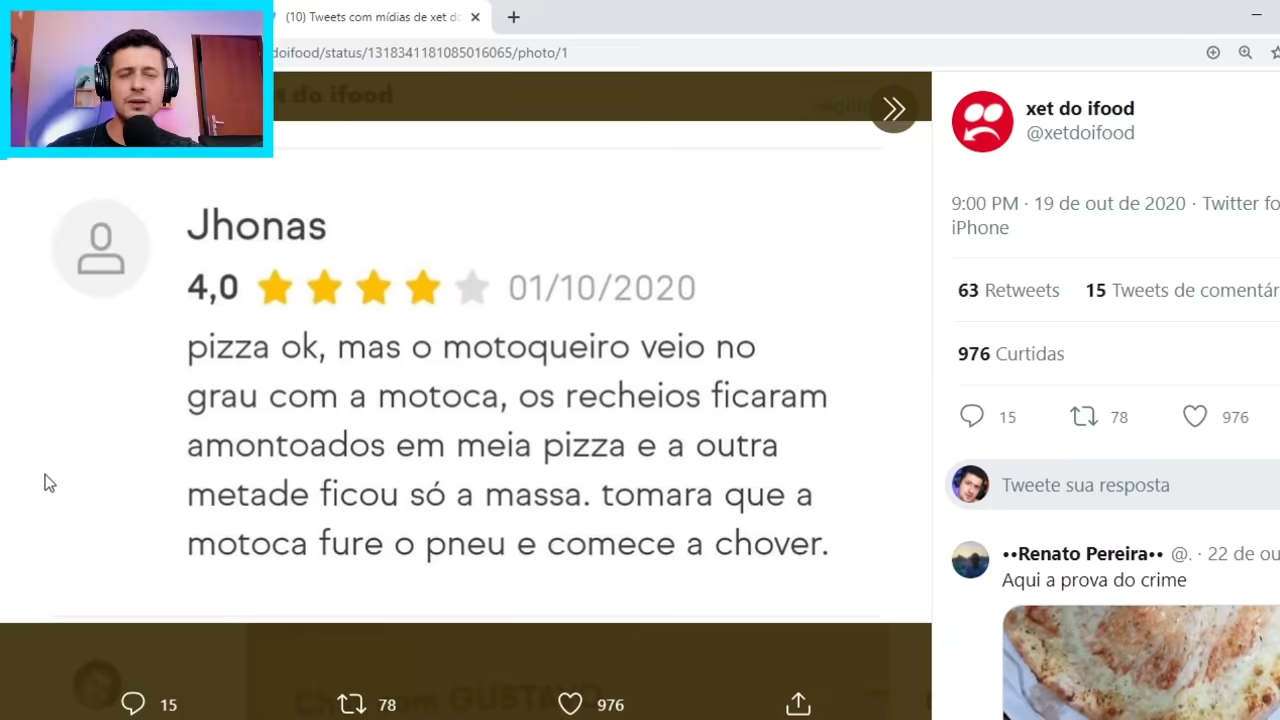 (10) Tweets com mídias de xet do
doifood/status/1318341181085016065/photo/1
xet do ifood
@xetdoifood
Jhonas
4,0 01/10/2020
pizza ok, mas o motoqueiro veio no
grau com a motoca, os recheios ficaram
amontoados em meia pizza e a outra
metade ficou só a massa. tomara que a
motoca fure o pneu e comece a chover.
15 78 976
9:00 PM · 19 de out de 2020 · Twitter fo
iPhone
63 Retweets 15 Tweets de comentár
976 Curtidas
15 78 976
Tweete sua resposta
••Renato Pereira•• @. · 22 de ou
Aqui a prova do crime